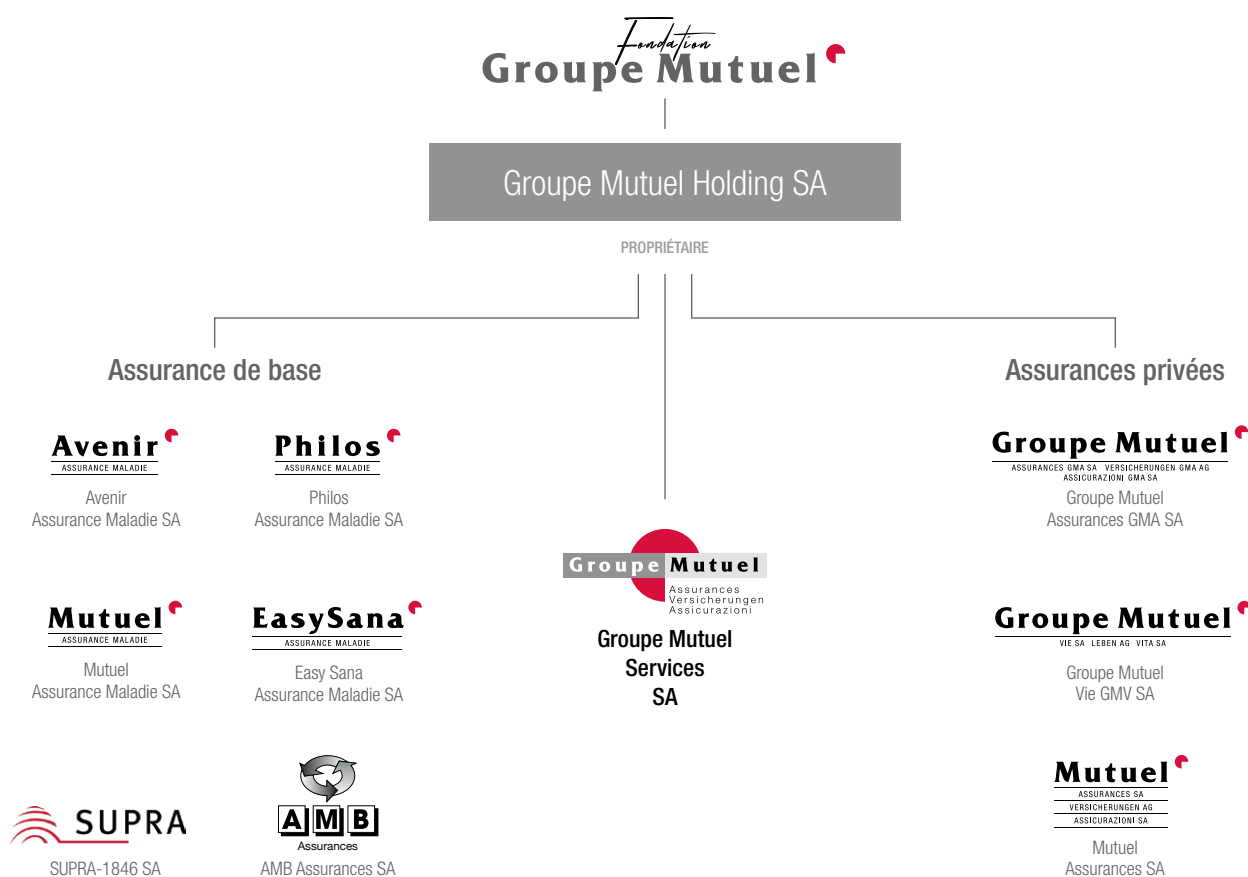 Fondation
Groupe Mutuel
Groupe Mutuel Holding SA
PROPRIÉTAIRE
Assurance de base
Avenir
ASSURANCE MALADIE
Avenir
Assurance Maladie SA
Philos
ASSURANCE MALADIE
Philos
Assurance Maladie SA
Mutuel
ASSURANCE MALADIE
Mutuel
Assurance Maladie SA
EasySana
ASSURANCE MALADIE
Easy Sana
Assurance Maladie SA
SUPRA
SUPRA-1846 SA
AMB
Assurances
AMB Assurances SA
Groupe Mutuel
Assurances
Versicherungen
Assicurazioni
Groupe Mutuel
Services
SA
Assurances privées
Groupe Mutuel
ASSURANCES GMA SA VERSICHERUNGEN GMA AG
ASSICURAZIONI GMA SA
Groupe Mutuel
Assurances GMA SA
Groupe Mutuel
VIE SA LEBEN AG VITA SA
Groupe Mutuel
Vie GMV SA
Mutuel
ASSURANCES SA
VERSICHERUNGEN AG
ASSICURAZIONI SA
Mutuel
Assurances SA